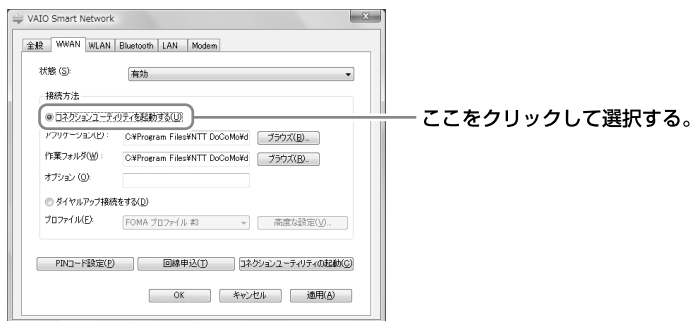 VAIO Smart Network
全般 WWAN WLAN Bluetooth LAN Modem
状態 (S): 有効
接続方法
コネクションユーティリティを起動する(U)
ここをクリックして選択する。
アプリケーション(E): C:¥Program Files¥NTT DoCoMo¥d ブラウズ(B)...
作業フォルダ(W): C:¥Program Files¥NTT DoCoMo¥d ブラウズ(R)...
オプション (O):
ダイヤルアップ接続をする(D)
プロファイル(F): FOMA プロファイル #3 高度な設定(V)...
PINコード設定(P) 回線申込(T) コネクションユーティリティの起動(C)
OK キャンセル 適用(A)